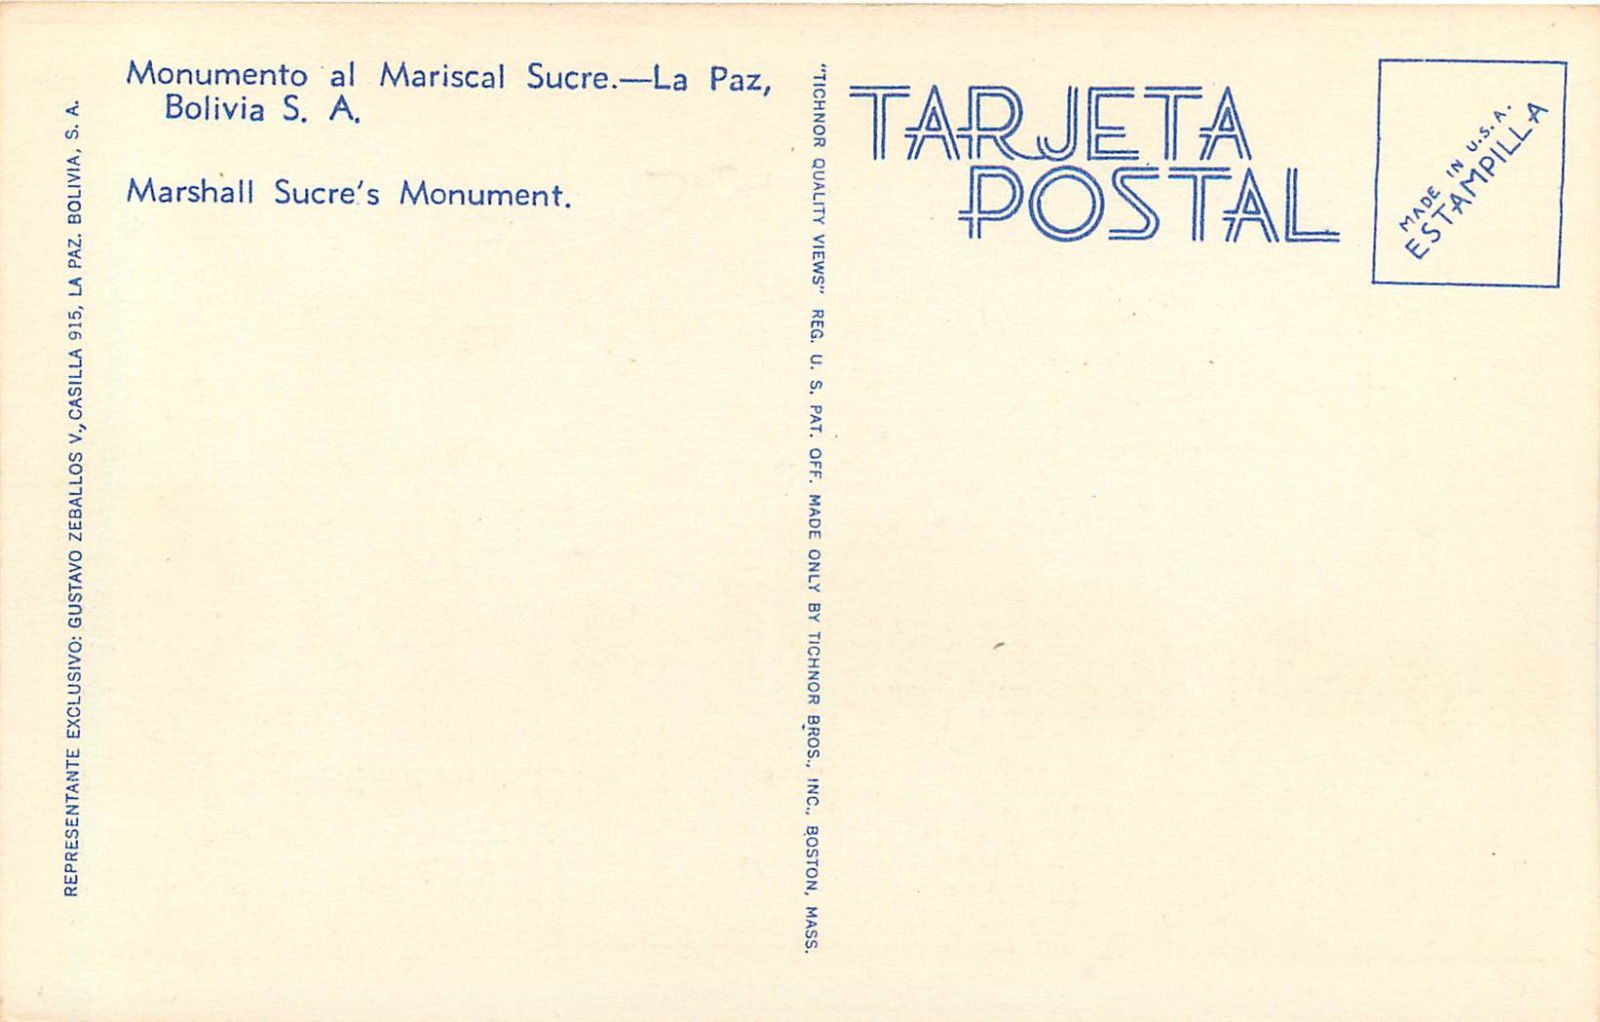 Monumento al Mariscal Sucre.—La Paz,
Bolivia S. A.
Marshall Sucre's Monument.
REPRESENTANTE EXCLUSIVO: GUSTAVO ZEBALLOS V., CASILLA 915, LA PAZ. BOLIVIA, S. A.
"TICHNOR QUALITY VIEWS" REG. U. S. PAT. OFF. MADE ONLY BY TICHNOR BROS., INC., BOSTON, MASS.
TARJETA
POSTAL
MADE IN U.S.A.
ESTAMPILLA